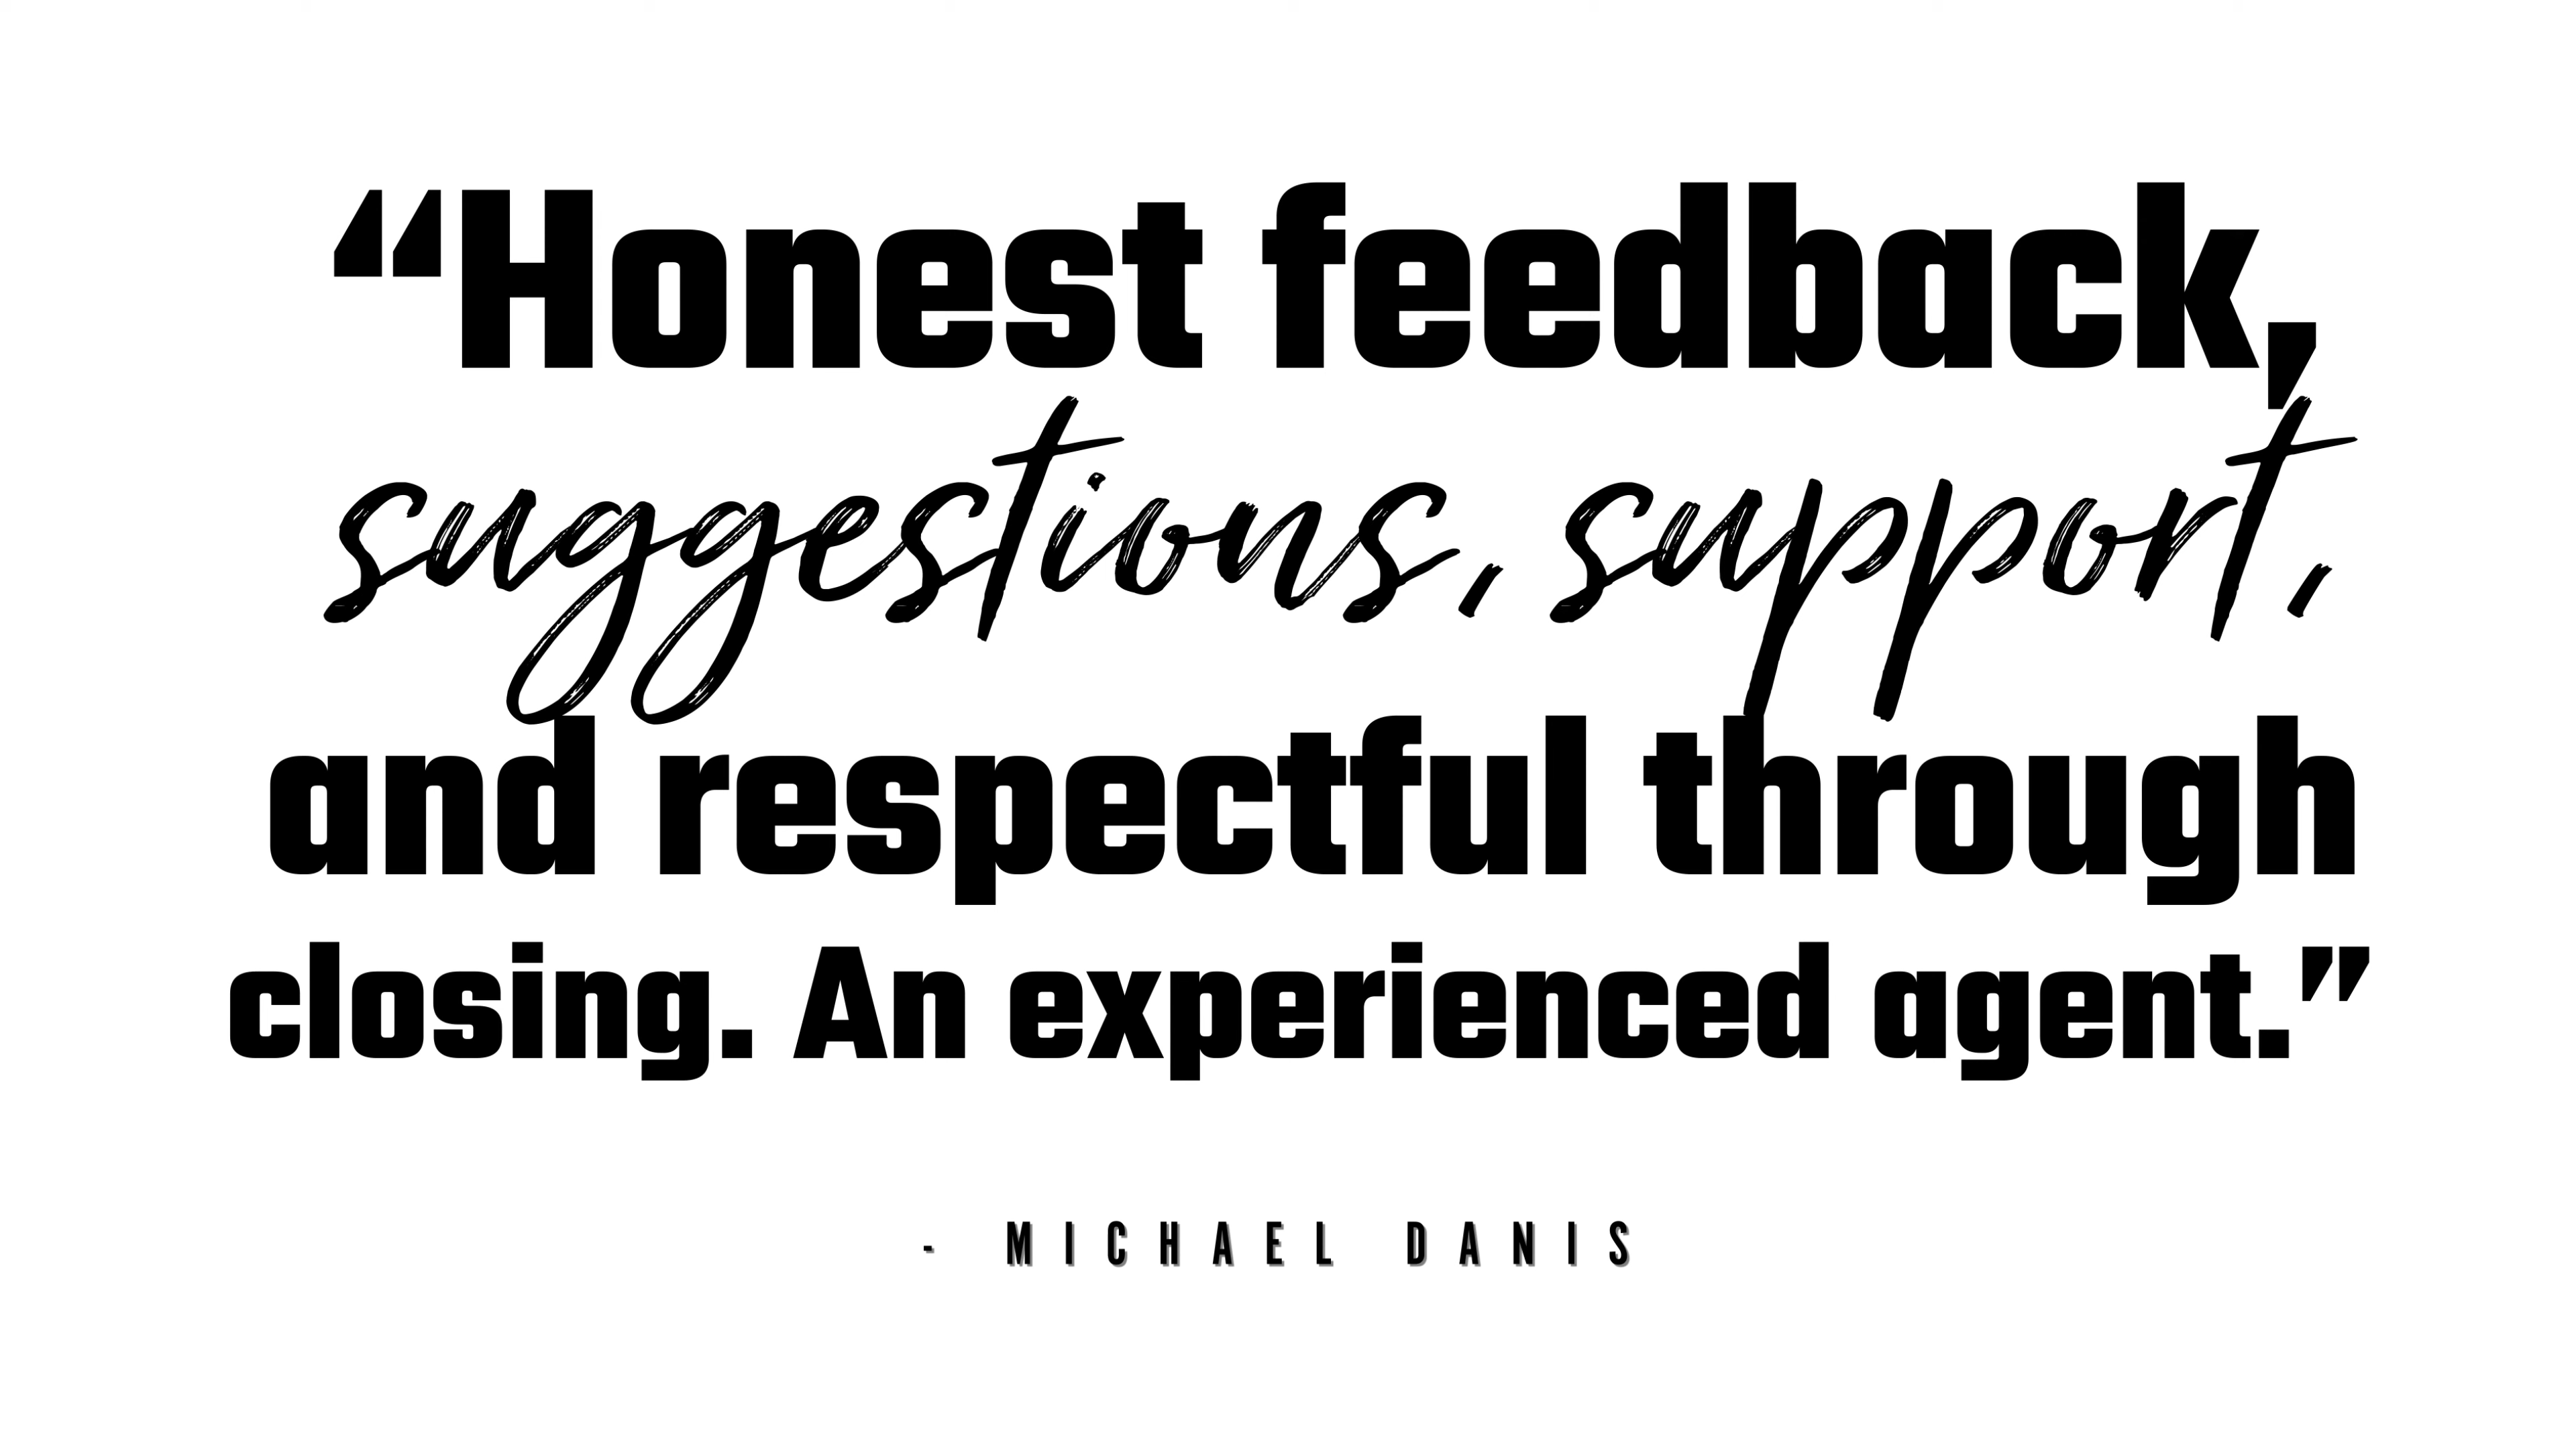 “Honest feedback,
suggestions, support,
and respectful through
closing. An experienced agent.”
- MICHAEL DANIS